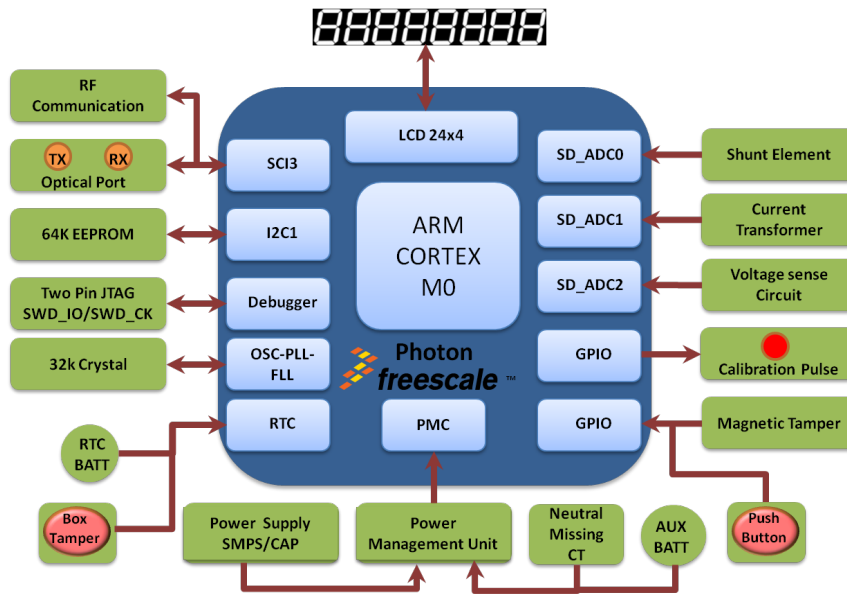 88888888
RF
Communication
TX RX
Optical Port
64K EEPROM
Two Pin JTAG
SWD_IO/SWD_CK
32k Crystal
RTC
BATT
Box
Tamper
LCD 24x4
SCI3
I2C1
Debugger
OSC-PLL-
FLL
RTC
ARM
CORTEX
M0
Photon
freescale ™
PMC
SD_ADC0
SD_ADC1
SD_ADC2
GPIO
GPIO
Shunt Element
Current
Transformer
Voltage sense
Circuit
Calibration Pulse
Magnetic Tamper
Power Supply
SMPS/CAP
Power
Management Unit
Neutral
Missing
CT
AUX
BATT
Push
Button